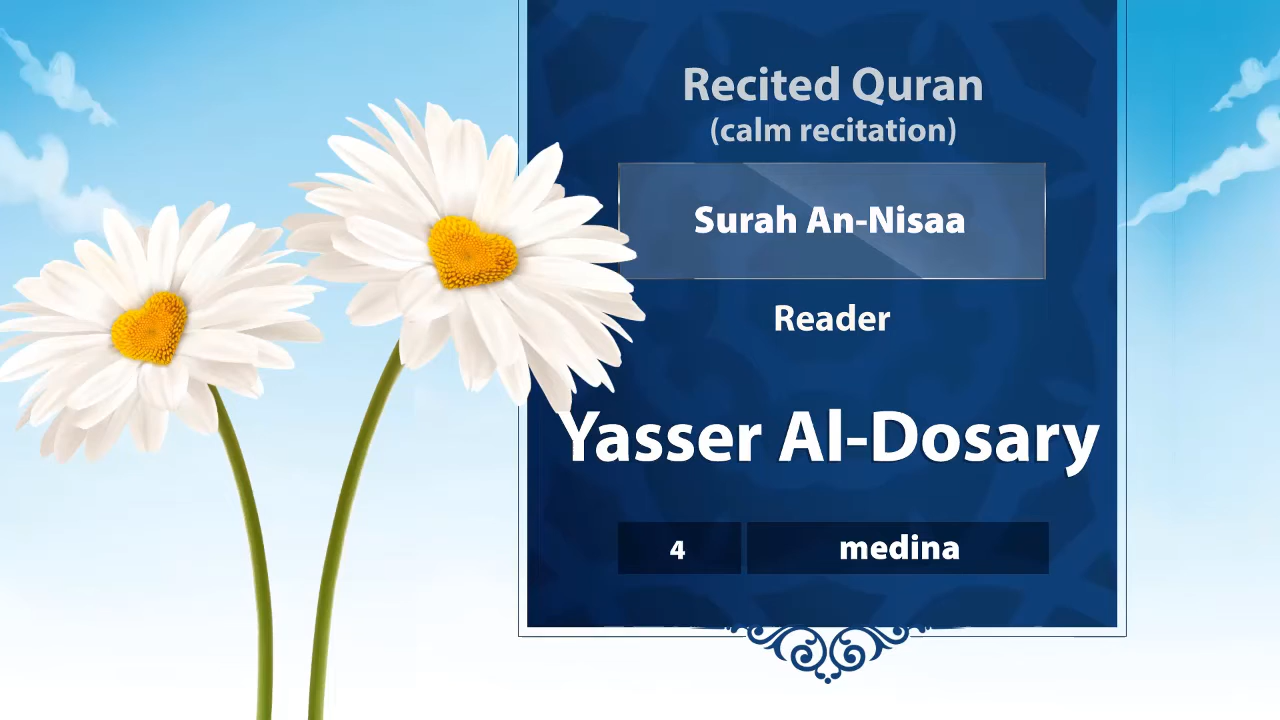 Recited Quran
(calm recitation)
Surah An-Nisaa
Reader
Yasser Al-Dosary
4 medina